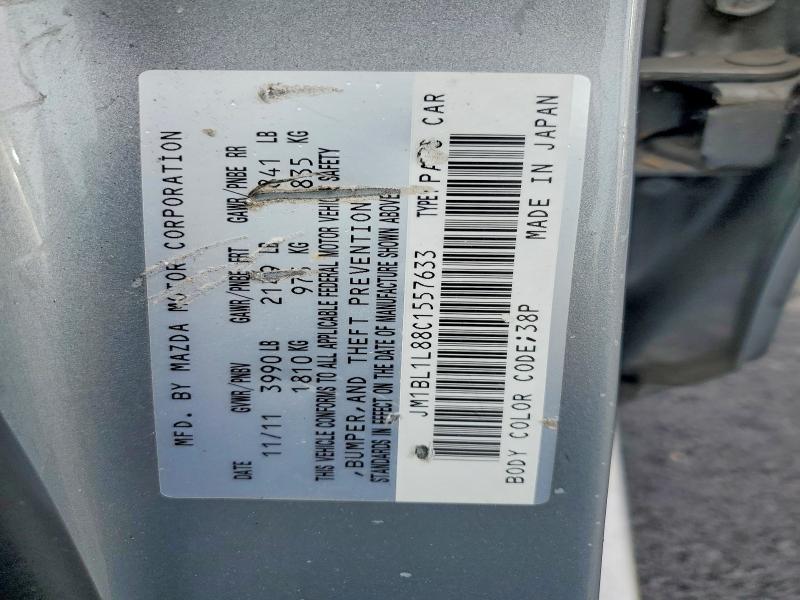 MFD. BY MAZDA MOTOR CORPORATION
DATE GWWR/PNBV GAWR/PNBE FRT GAWR/PNBE RR
11/11 3990 LB LB LB
1810 KG KG 835 KG
THIS VEHICLE CONFORMS TO ALL APPLICABLE FEDERAL MOTOR VEHICLE SAFETY
, BUMPER, AND THEFT PREVENTION
STANDARDS IN EFFECT ON THE DATE OF MANUFACTURE SHOWN ABOVE.
JM1BL1L88C1557633 TYPE: CAR
BODY COLOR CODE;38P MADE IN JAPAN